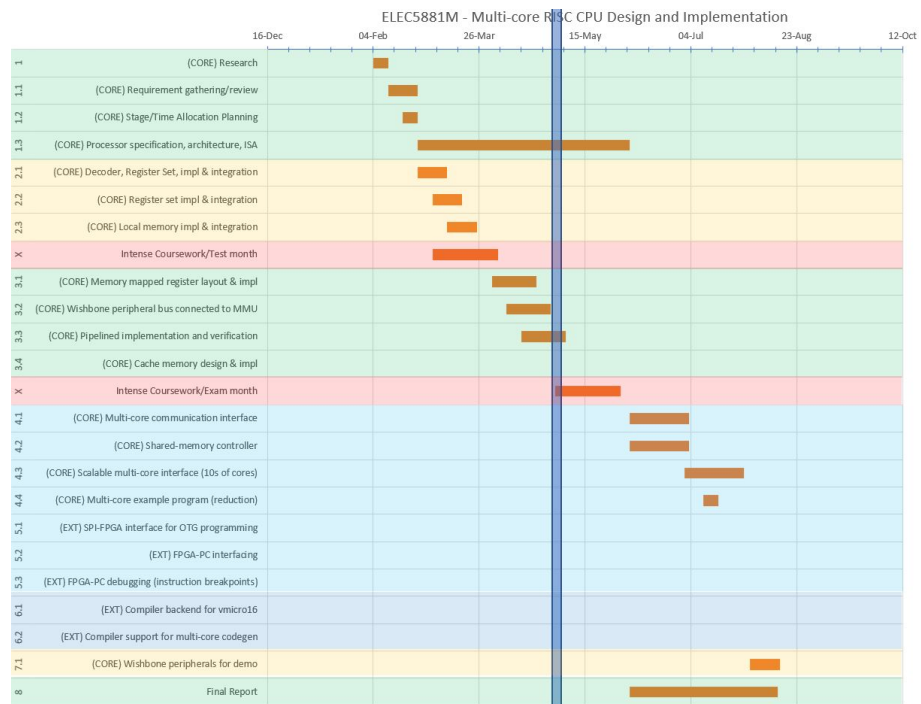 ELEC5881M - Multi-core RISC CPU Design and Implementation
16-Dec 04-Feb 26-Mar 15-May 04-Jul 23-Aug 12-Oct
1 (CORE) Research
1.1 (CORE) Requirement gathering/review
1.2 (CORE) Stage/Time Allocation Planning
1.3 (CORE) Processor specification, architecture, ISA
2.1 (CORE) Decoder, Register Set, impl & integration
2.2 (CORE) Register set impl & integration
2.3 (CORE) Local memory impl & integration
X Intense Coursework/Test month
3.1 (CORE) Memory mapped register layout & impl
3.2 (CORE) Wishbone peripheral bus connected to MMU
3.3 (CORE) Pipelined implementation and verification
3.4 (CORE) Cache memory design & impl
X Intense Coursework/Exam month
4.1 (CORE) Multi-core communication interface
4.2 (CORE) Shared-memory controller
4.3 (CORE) Scalable multi-core interface (10s of cores)
4.4 (CORE) Multi-core example program (reduction)
5.1 (EXT) SPI-FPGA interface for OTG programming
5.2 (EXT) FPGA-PC interfacing
5.3 (EXT) FPGA-PC debugging (instruction breakpoints)
6.1 (EXT) Compiler backend for vmicro16
6.2 (EXT) Compiler support for multi-core codegen
7.1 (CORE) Wishbone peripherals for demo
8 Final Report